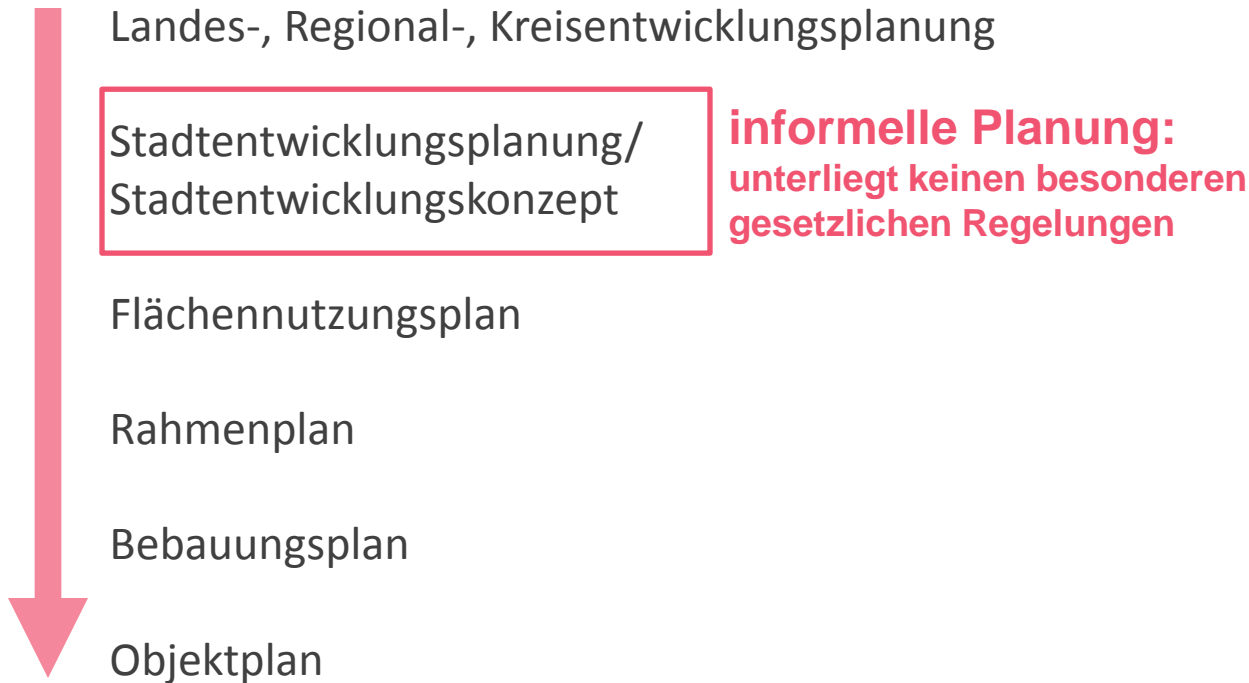 Landes-, Regional-, Kreisentwicklungsplanung
Stadtentwicklungsplanung/
Stadtentwicklungskonzept
informelle Planung:
unterliegt keinen besonderen
gesetzlichen Regelungen
Flächennutzungsplan
Rahmenplan
Bebauungsplan
Objektplan